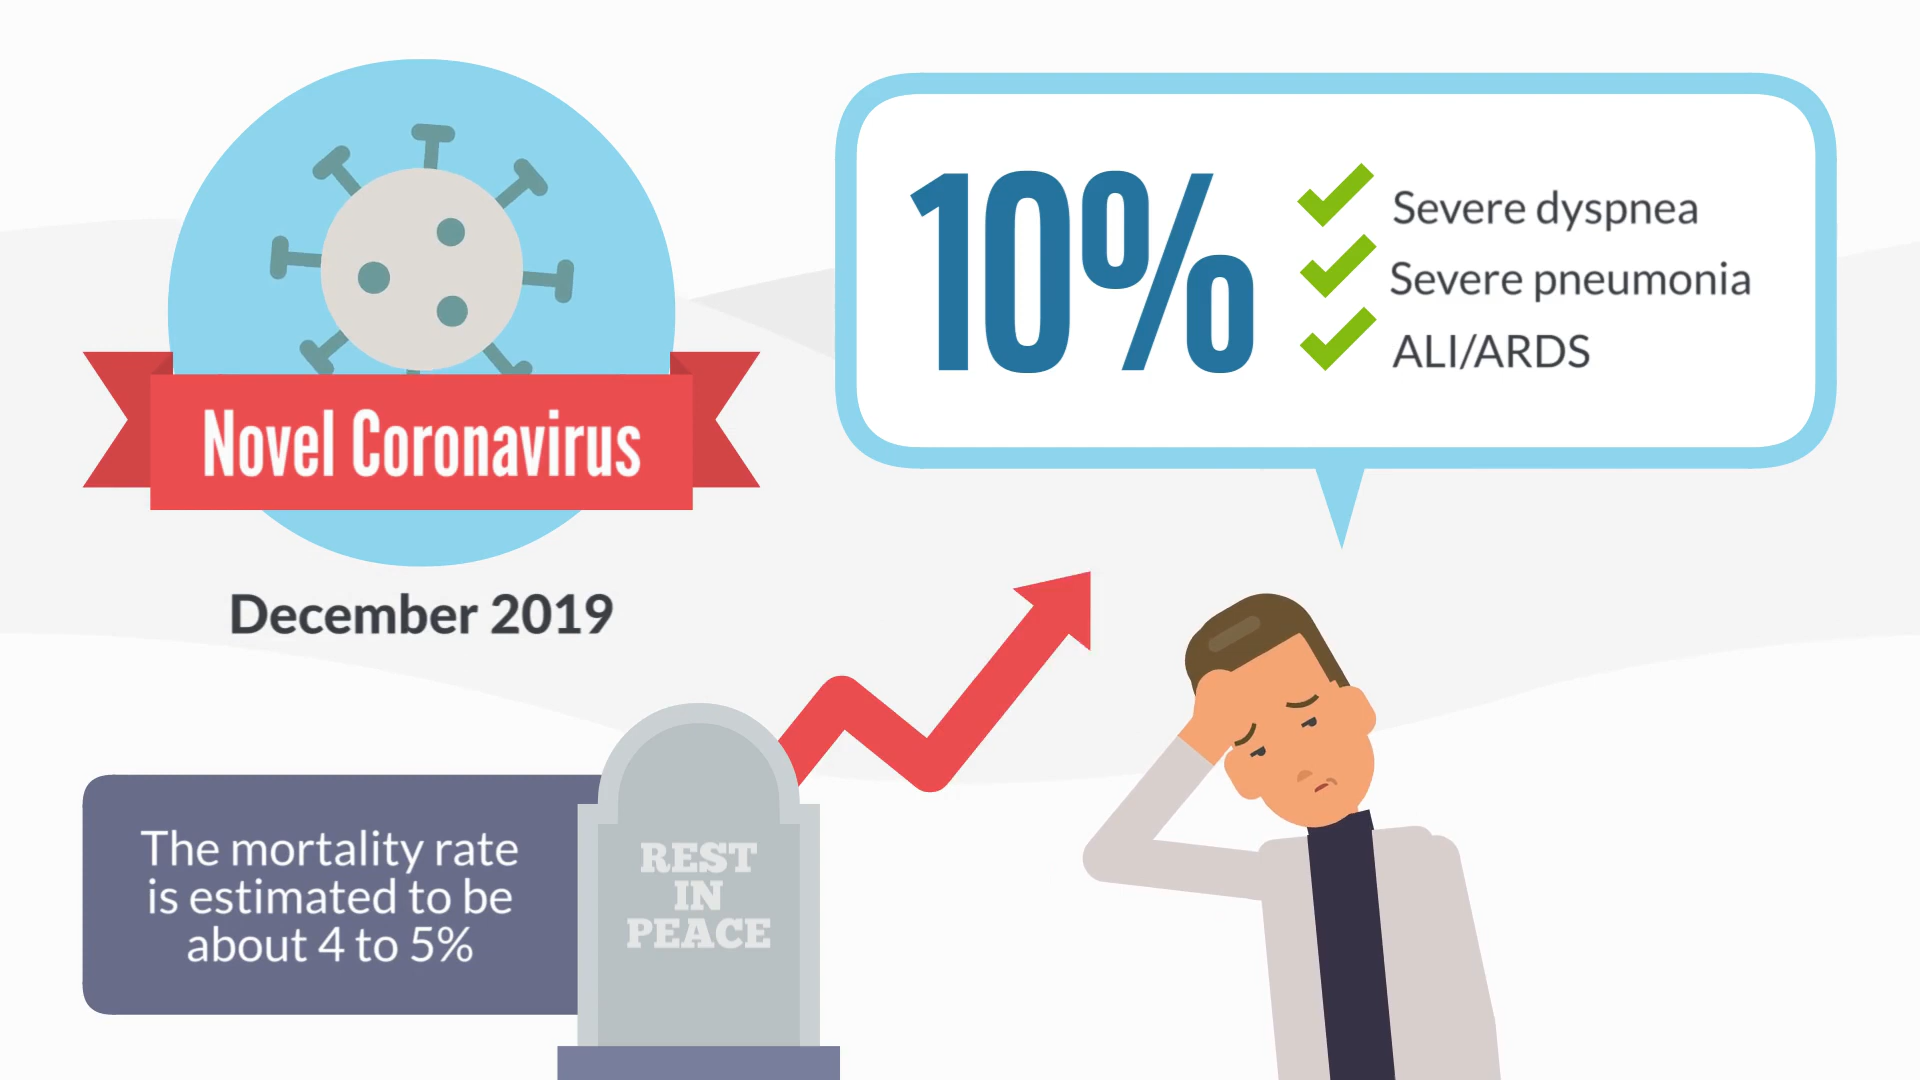 Novel Coronavirus
December 2019
10%
Severe dyspnea
Severe pneumonia
ALI/ARDS
The mortality rate
is estimated to be
about 4 to 5%
REST
IN
PEACE